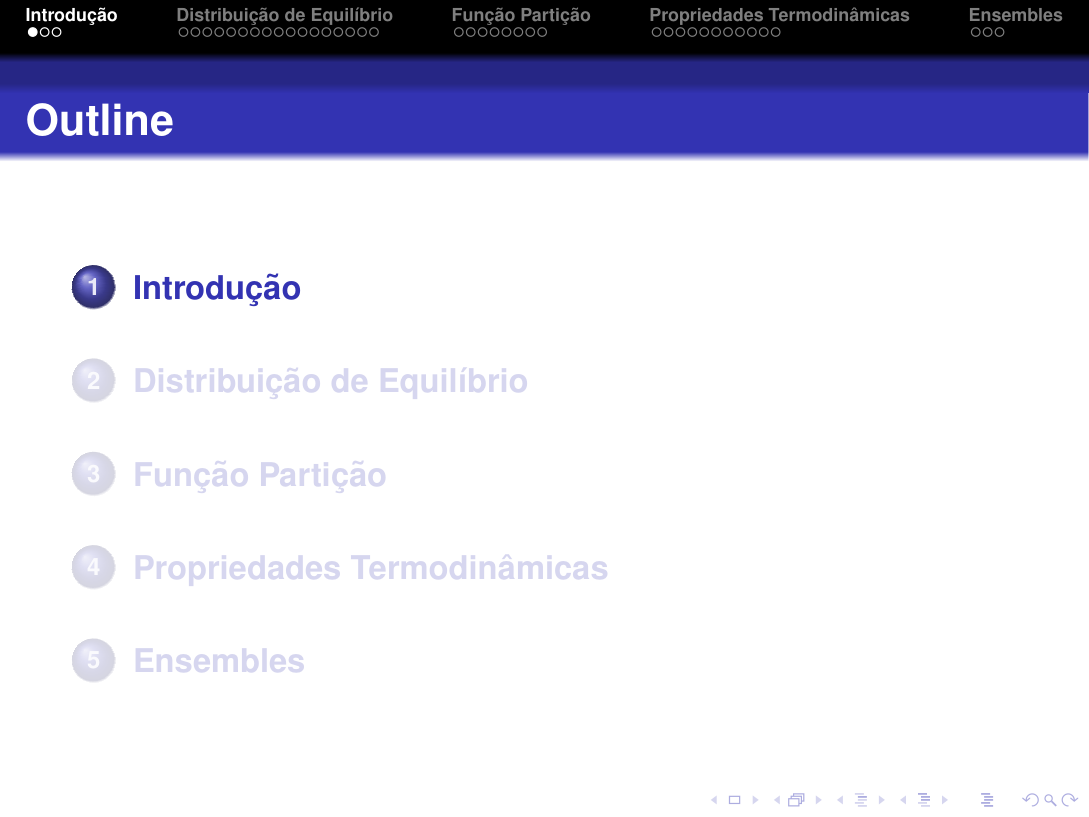 Introdução Distribuição de Equilíbrio Função Partição Propriedades Termodinâmicas Ensembles
Outline
1 Introdução
2 Distribuição de Equilíbrio
3 Função Partição
4 Propriedades Termodinâmicas
5 Ensembles